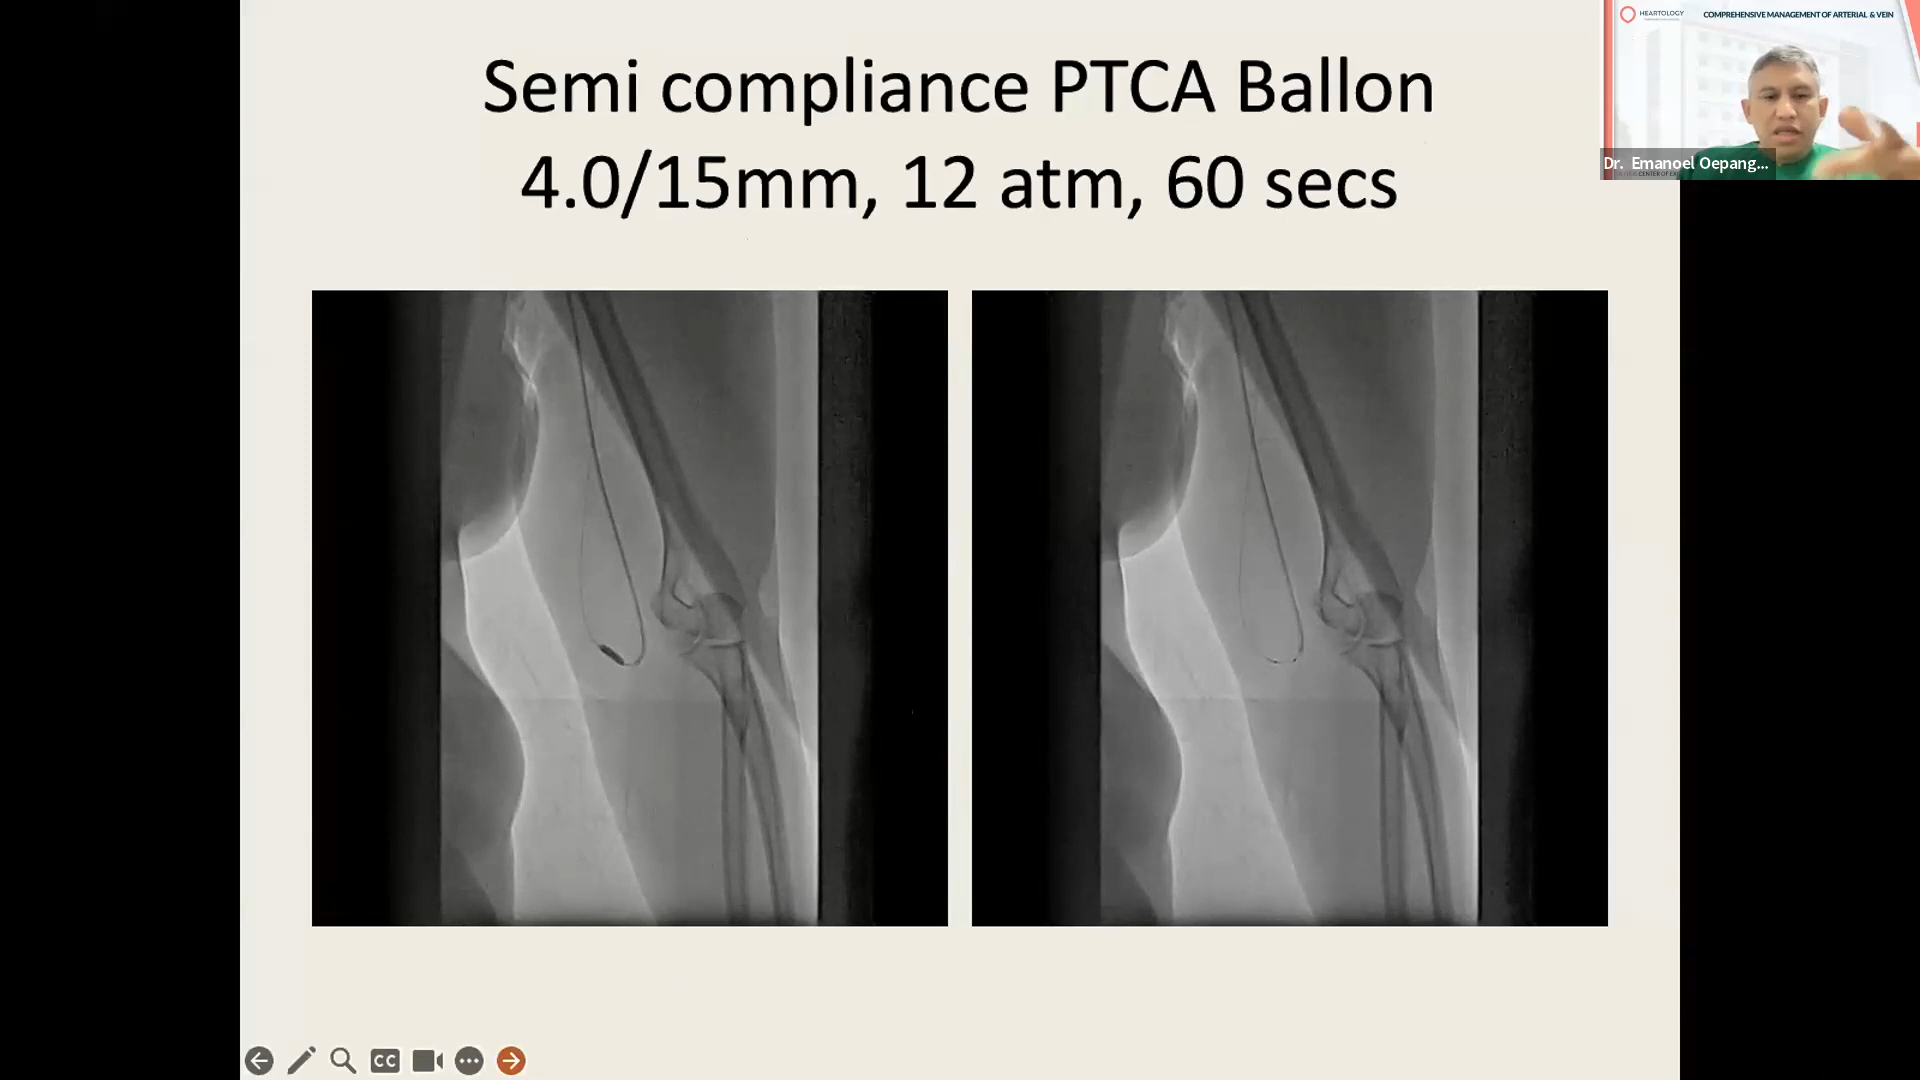 Semi compliance PTCA Ballon
4.0/15mm, 12 atm, 60 secs
HEARTOLOGY
COMPREHENSIVE MANAGEMENT OF ARTERIAL & VEIN
Dr. Emanoel Oepang...
CC